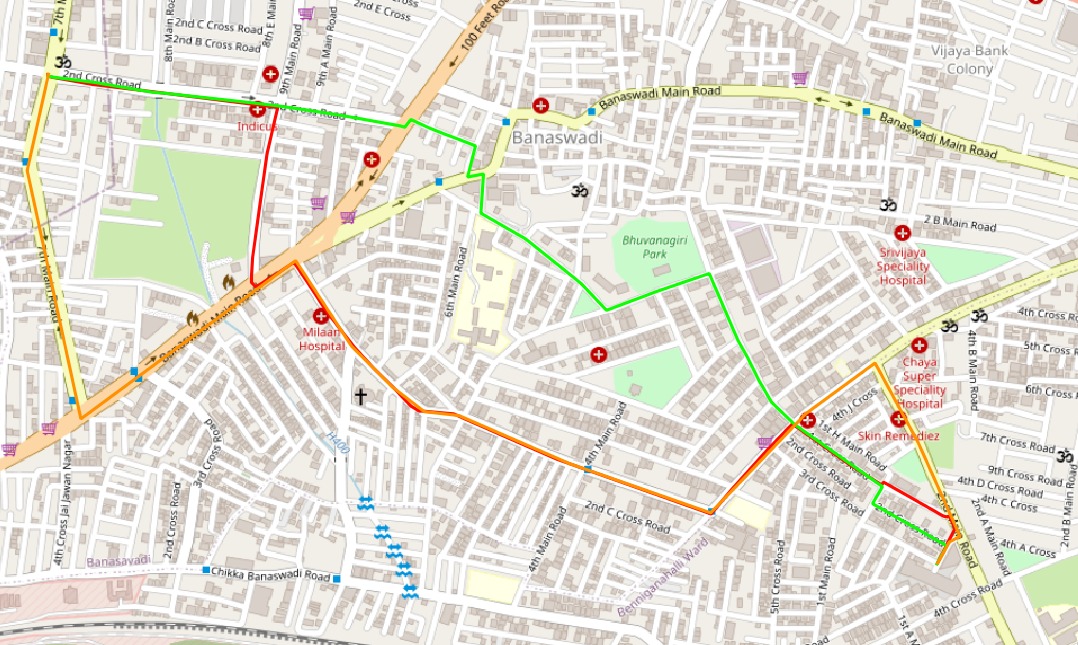 2nd E Cross
2nd C Cross Road
2nd B Cross Road
8th Main Road
8th E Main
9th Main Road
9th A Main Road
100 Feet Road
Vijaya Bank
Colony
2nd Cross Road
2nd Cross Road
Indicus
Banaswadi Main Road
Banaswadi
Banaswadi Main Road
ॐ
ॐ
ॐ
2 B Main Road
Bhuvanagiri
Park
Srivijaya
Speciality
Hospital
7th Main Road
6th Main Road
Banaswadi Main Road
Milaan
Hospital
ॐ
ॐ
4th Cross
5th Cross
6th Cross
4th B Main Road
Chaya
Super
Speciality
Hospital
4th J Cross
1st H Main Road
Skin Remediez
7th Cross Road
ॐ
9th Cross Road
4th D Cross Road
4th C Cross
2nd Cross Road
3rd Cross Road
2nd Cross Road
4th Main Road
2nd C Cross Road
4th Main Road
3rd Cross Road
2nd Cross Road
4th Cross Jai Jawan Nagar
H400
2nd A Main Road
2nd B Main Road
4th A Cross
4th Cross Road
Road
5th Cross Road
1st Main Road
1st A M
Benniganahalli Ward
Banasavadi
Chikka Banaswadi Road